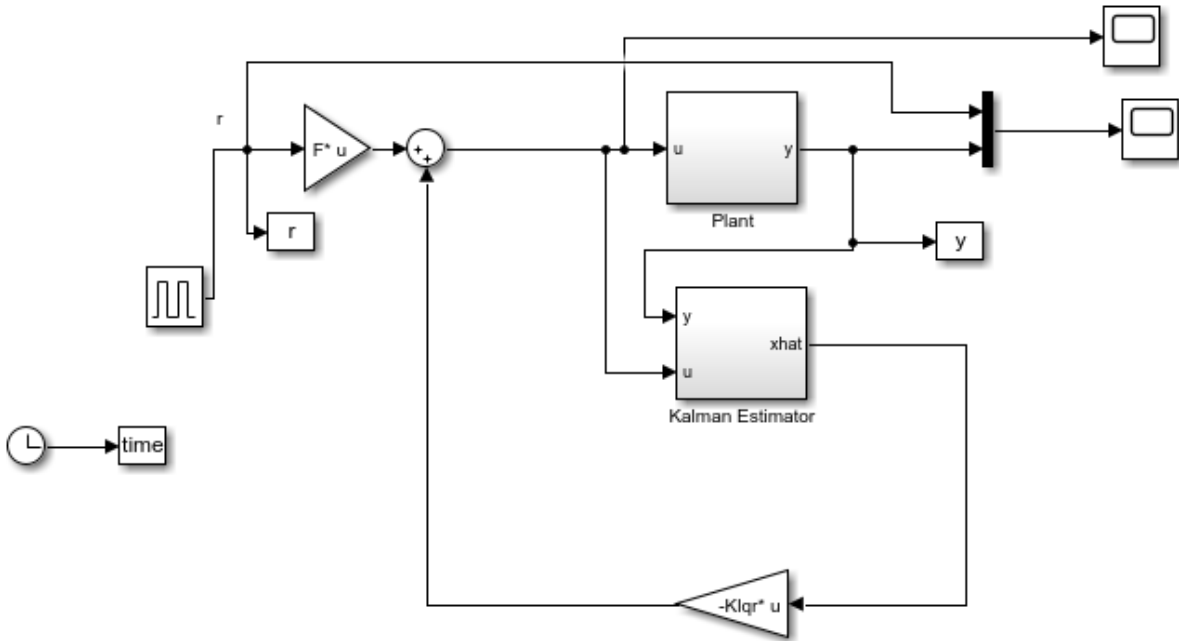 r
F* u
+
+
u
y
Plant
r
y
y
xhat
u
Kalman Estimator
time
-Klqr* u